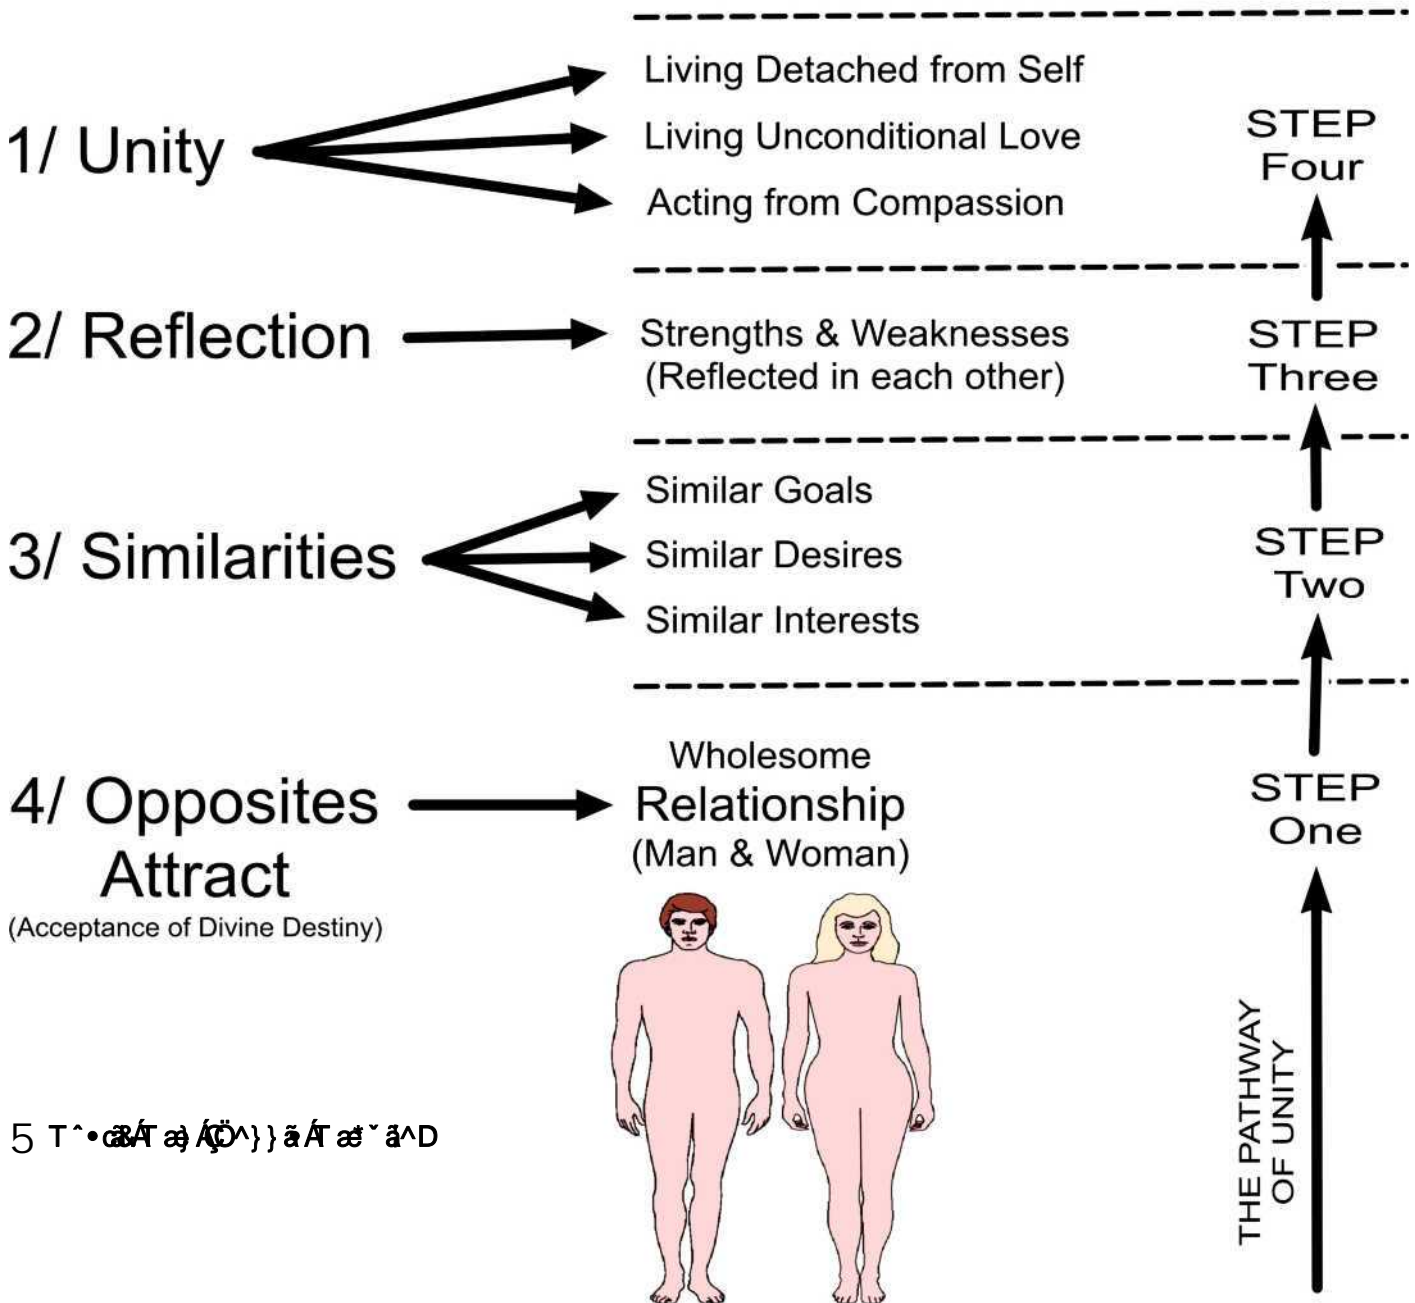 1/ Unity
Living Detached from Self
Living Unconditional Love
Acting from Compassion
STEP
Four
2/ Reflection
Strengths & Weaknesses
(Reflected in each other)
STEP
Three
3/ Similarities
Similar Goals
Similar Desires
Similar Interests
STEP
Two
4/ Opposites
Attract
(Acceptance of Divine Destiny)
Wholesome
Relationship
(Man & Woman)
STEP
One
THE PATHWAY
OF UNITY
5